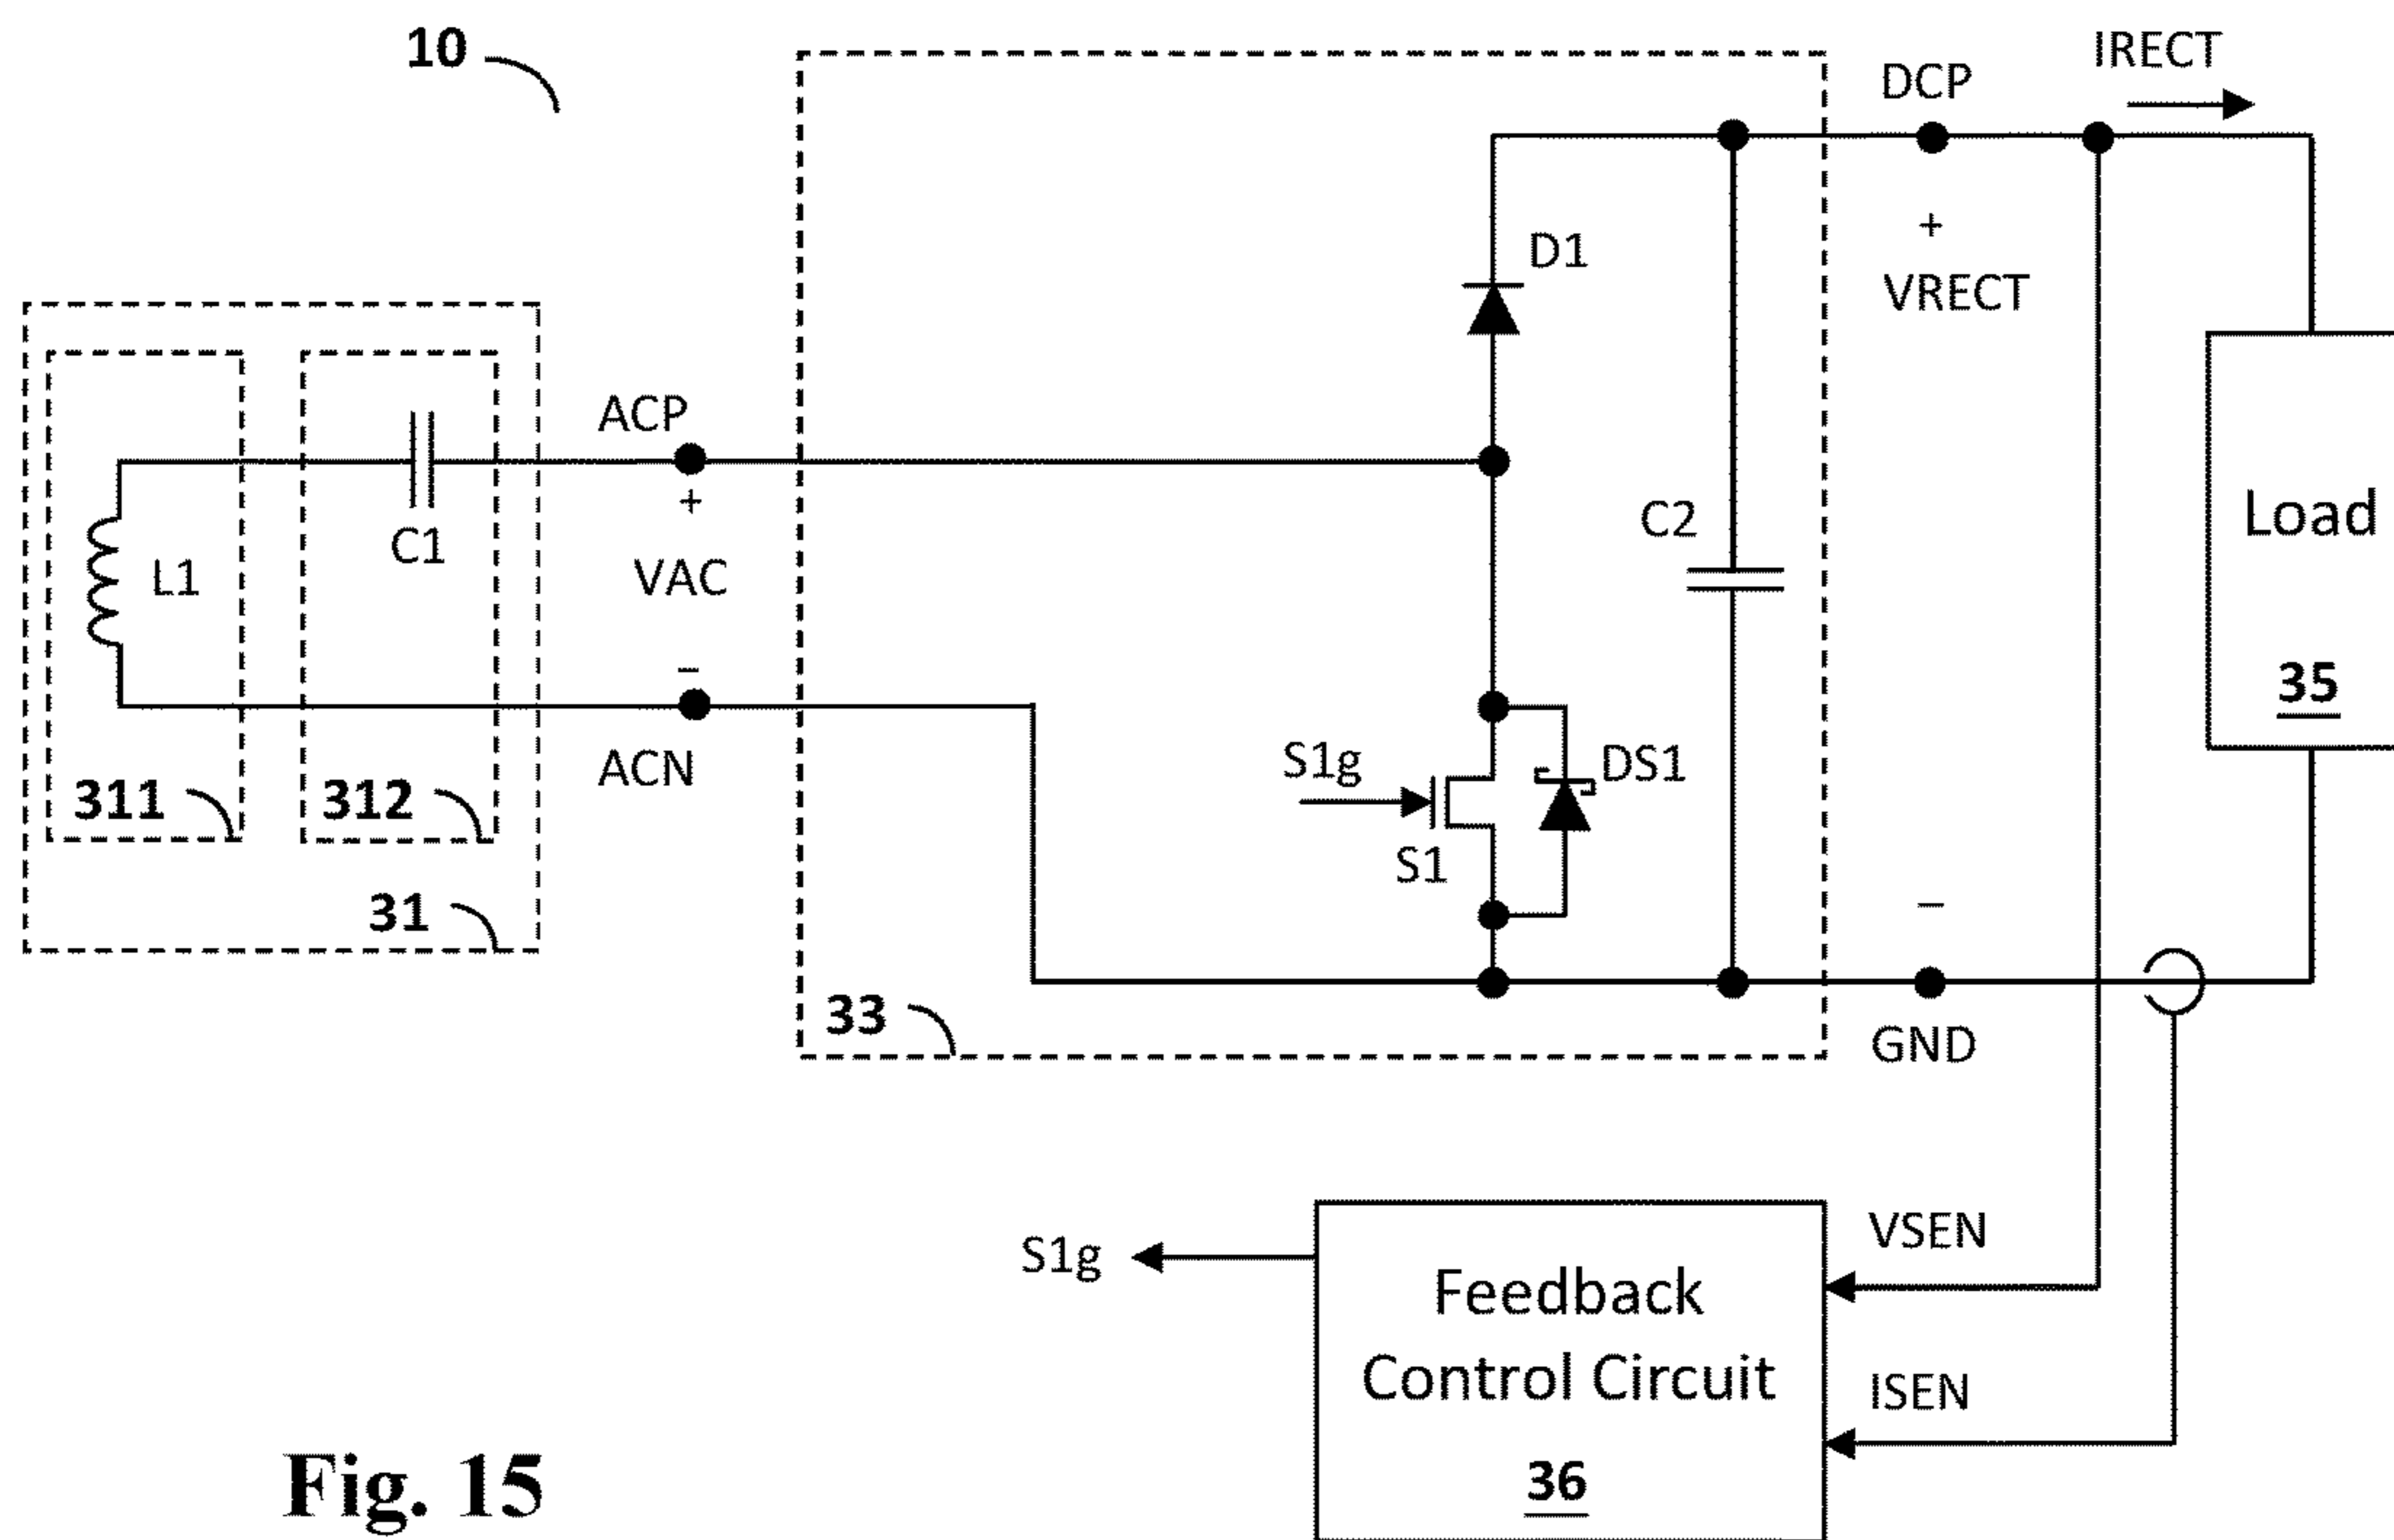 10
IRECT
DCP
+
VRECT
D1
ACP
+
C1
L1
VAC
C2
Load
35
–
ACN
S1g
DS1
S1
311
312
31
–
33
GND
VSEN
S1g
Feedback
Control Circuit
ISEN
36
Fig. 15